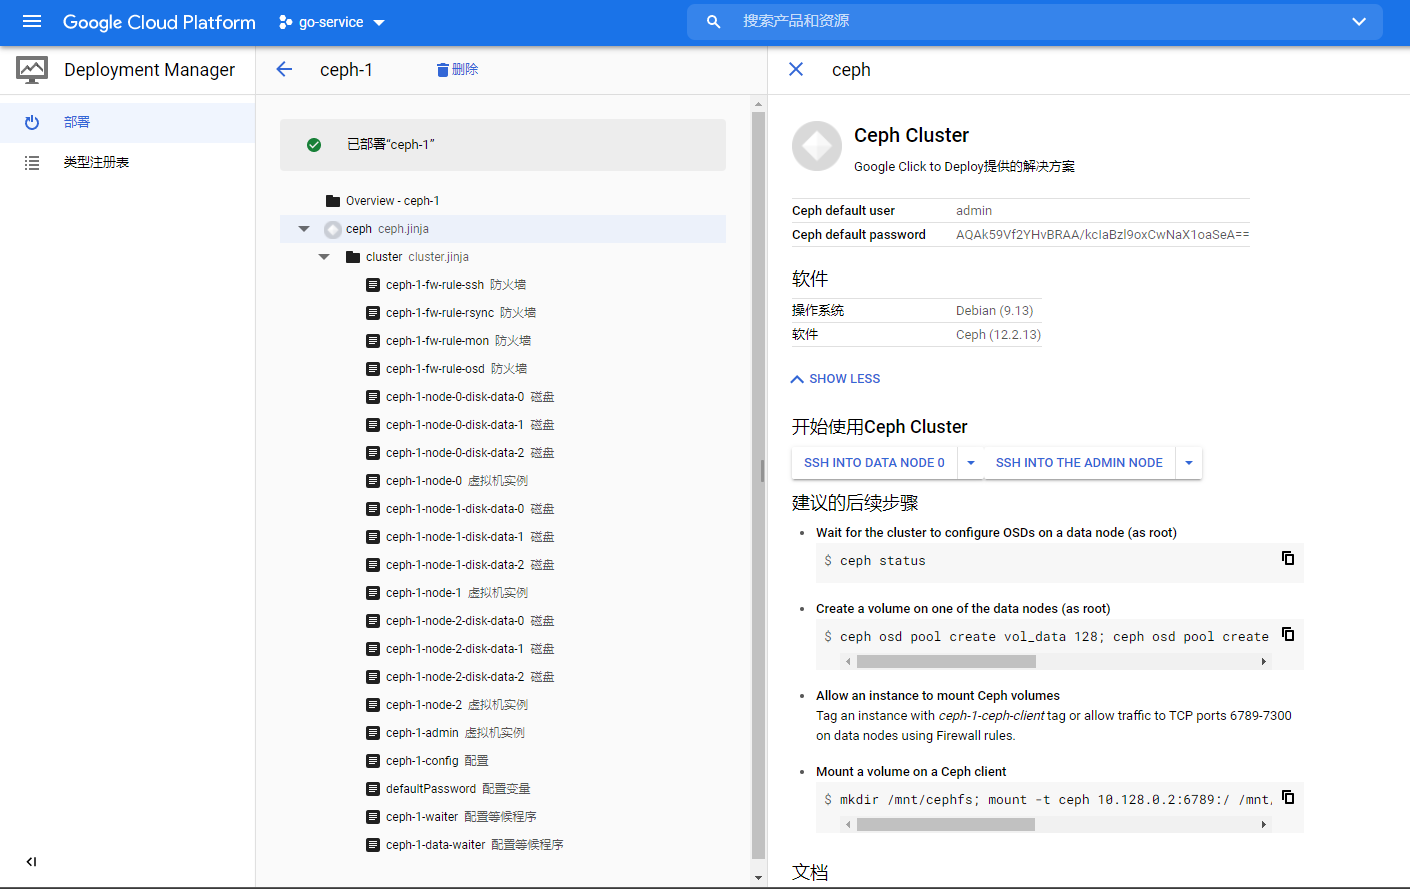 Google Cloud Platform
go-service
搜索产品和资源
Deployment Manager
ceph-1
删除
ceph
部署
类型注册表
已部署“ceph-1”
Overview - ceph-1
ceph ceph.jinja
cluster cluster.jinja
ceph-1-fw-rule-ssh 防火墙
ceph-1-fw-rule-rsync 防火墙
ceph-1-fw-rule-mon 防火墙
ceph-1-fw-rule-osd 防火墙
ceph-1-node-0-disk-data-0 磁盘
ceph-1-node-0-disk-data-1 磁盘
ceph-1-node-0-disk-data-2 磁盘
ceph-1-node-0 虚拟机实例
ceph-1-node-1-disk-data-0 磁盘
ceph-1-node-1-disk-data-1 磁盘
ceph-1-node-1-disk-data-2 磁盘
ceph-1-node-1 虚拟机实例
ceph-1-node-2-disk-data-0 磁盘
ceph-1-node-2-disk-data-1 磁盘
ceph-1-node-2-disk-data-2 磁盘
ceph-1-node-2 虚拟机实例
ceph-1-admin 虚拟机实例
ceph-1-config 配置
defaultPassword 配置变量
ceph-1-waiter 配置等候程序
ceph-1-data-waiter 配置等候程序
Ceph Cluster
Google Click to Deploy提供的解决方案
Ceph default user admin
Ceph default password AQAk59Vf2YHvBRAA/kcIaBzl9oxCwNaX1oaSeA==
软件
操作系统 Debian (9.13)
软件 Ceph (12.2.13)
SHOW LESS
开始使用Ceph Cluster
SSH INTO DATA NODE 0
SSH INTO THE ADMIN NODE
建议的后续步骤
• Wait for the cluster to configure OSDs on a data node (as root)
$ ceph status
• Create a volume on one of the data nodes (as root)
$ ceph osd pool create vol_data 128; ceph osd pool create
• Allow an instance to mount Ceph volumes
Tag an instance with ceph-1-ceph-client tag or allow traffic to TCP ports 6789-7300
on data nodes using Firewall rules.
• Mount a volume on a Ceph client
$ mkdir /mnt/cephfs; mount -t ceph 10.128.0.2:6789:/ /mnt/
文档